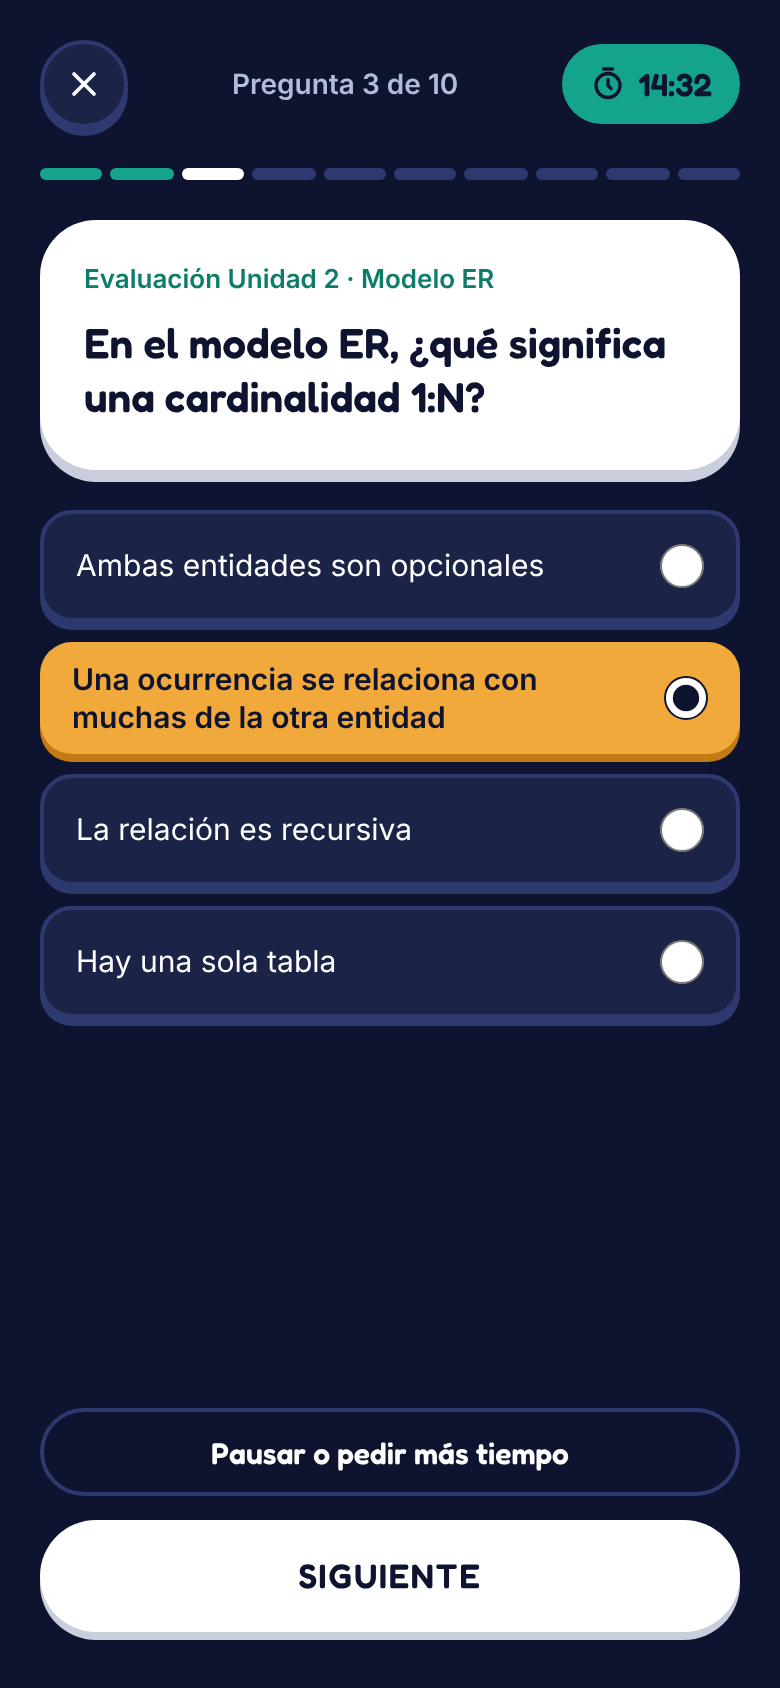 Pregunta 3 de 10
14:32
Evaluación Unidad 2 · Modelo ER
En el modelo ER, ¿qué significa
una cardinalidad 1:N?
Ambas entidades son opcionales
Una ocurrencia se relaciona con
muchas de la otra entidad
La relación es recursiva
Hay una sola tabla
Pausar o pedir más tiempo
SIGUIENTE